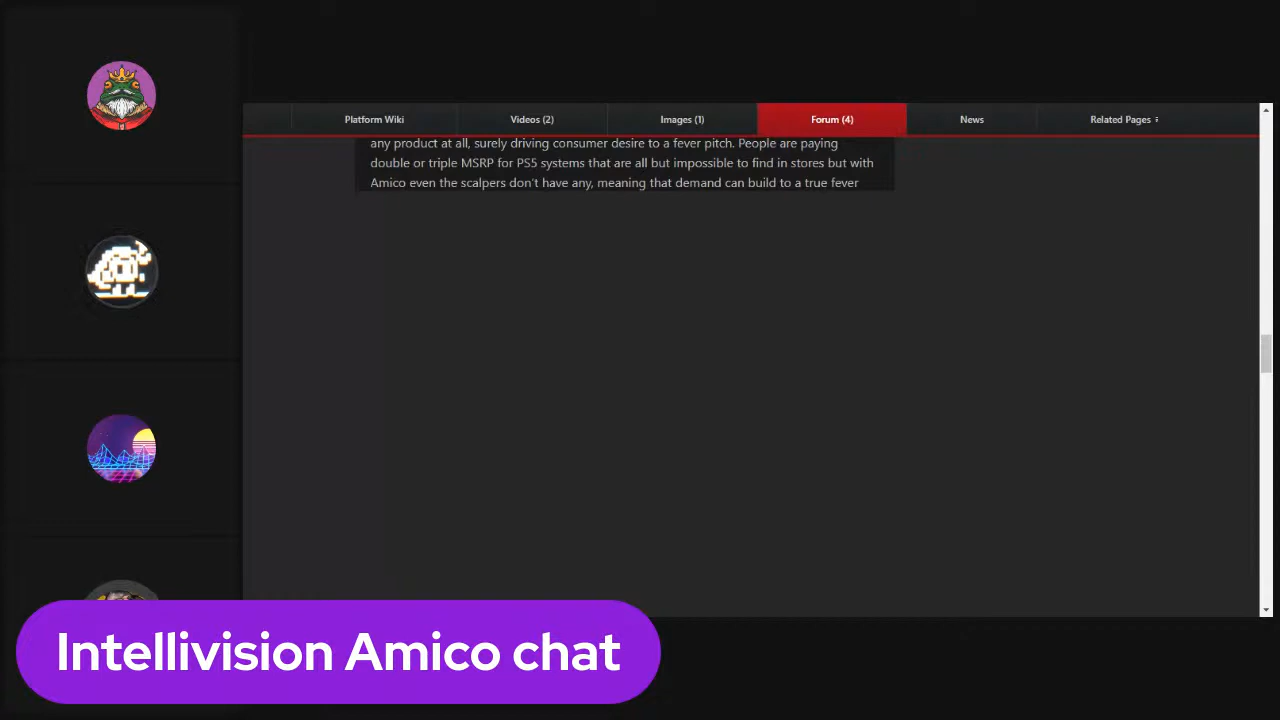 Platform Wiki
Videos (2)
Images (1)
Forum (4)
News
Related Pages
any product at all, surely driving consumer desire to a fever pitch. People are paying
double or triple MSRP for PS5 systems that are all but impossible to find in stores but with
Amico even the scalpers don't have any, meaning that demand can build to a true fever
Intellivision Amico chat